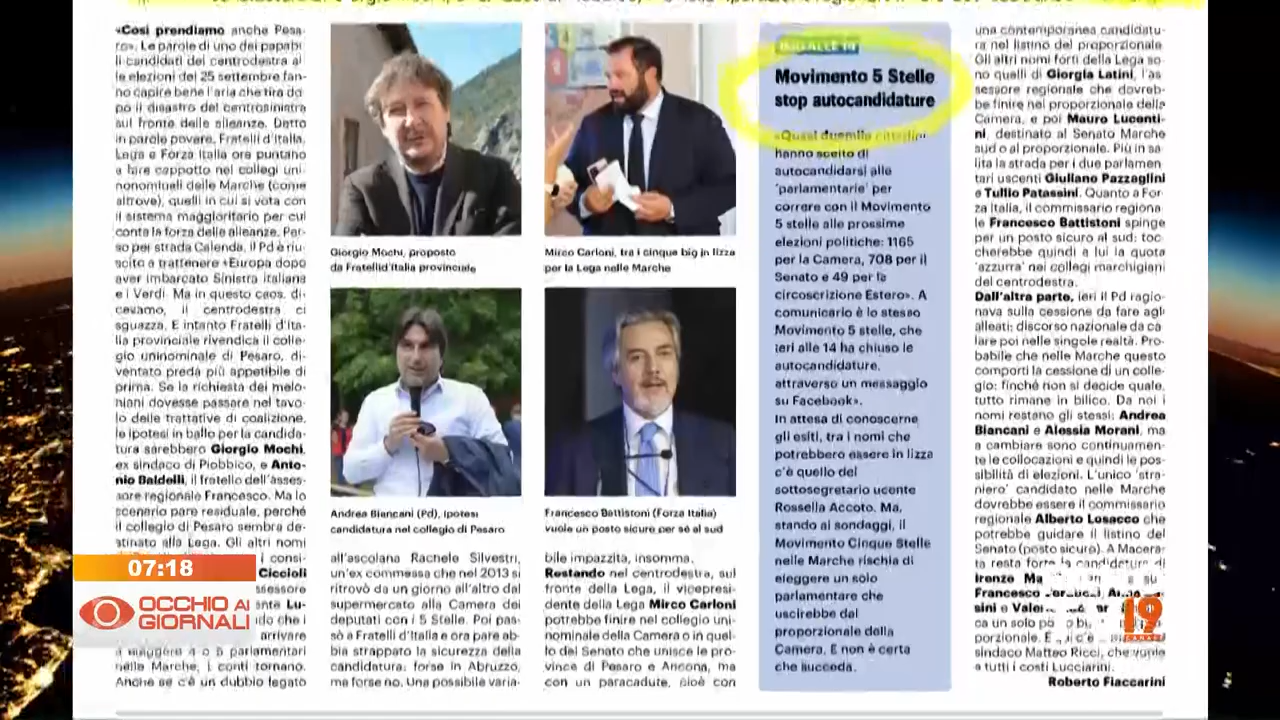 «Così prendiamo anche Pesa-
ro». Le parole di uno dei papabi-
li candidati del centrodestra al-
le elezioni del 25 settembre fan-
no capire bene l'aria che tira do-
po il disastro del centrosinistra
sul fronte delle alleanze. Detto
in parole povere, Fratelli d'Italia,
Lega e Forza Italia ora puntano
a fare cappotto nei collegi uni-
nominali delle Marche (come
altrove), quelli in cui si vota con
il sistema maggioritario per cui
conta la forza delle alleanze. Per-
so per strada Calenda, il Pd è riu-
scito a trattenere +Europa dopo
aver imbarcato Sinistra italiana
e i Verdi. Ma in questo caos, di-
cevamo, il centrodestra ci
sguazza. E intanto Fratelli d'Ita-
lia provinciale rivendica il colle-
gio uninominale di Pesaro, di-
ventato preda più appetibile di
prima. Se la richiesta dei melo-
niani dovesse passare nel tavo-
lo delle trattative di coalizione,
le ipotesi in ballo per la candida-
tura sarebbero Giorgio Mochi,
ex sindaco di Piobbico, e Anto-
nio Baldelli, il fratello dell'asses-
sore regionale Francesco. Ma lo
scenario pare residuale, perché
il collegio di Pesaro sembra de-
stinato alla Lega. Gli altri nomi
i consi-
Ciccioli
ssessore
Lu-
do che i
arrivare
a eleggere 4 o 5 parlamentari
nelle Marche, i conti tornano.
Anche se c'è un dubbio legato
Giorgio Mochi, proposto
da Fratelli d'Italia provinciale
Mirco Carloni, tra i cinque big in lizza
per la Lega nelle Marche
Andrea Biancani (Pd), ipotesi
candidatura nel collegio di Pesaro
Francesco Battistoni (Forza Italia)
vuole un posto sicuro per sé al sud
all'ascolana Rachele Silvestri,
un'ex commessa che nel 2013 si
ritrovò da un giorno all'altro dal
supermercato alla Camera dei
deputati con i 5 Stelle. Poi pas-
sò a Fratelli d'Italia e ora pare ab-
bia strappato la sicurezza della
candidatura: forse in Abruzzo,
ma forse no. Una possibile varia-
bile impazzita, insomma.
Restando nel centrodestra, sul
fronte della Lega, il vicepresi-
dente della Lega Mirco Carloni
potrebbe finire nel collegio uni-
nominale della Camera o in quel-
lo del Senato che unisce le pro-
vince di Pesaro e Ancona, ma
con un paracadute, cioè con
Movimento 5 Stelle
stop autocandidature
«Quasi duemila cittadini
hanno scelto di
autocandidarsi alle
'parlamentarie' per
correre con il Movimento
5 stelle alle prossime
elezioni politiche: 1165
per la Camera, 708 per il
Senato e 49 per la
circoscrizione Estero». A
comunicarlo è lo stesso
Movimento 5 stelle, che
ieri alle 14 ha chiuso le
autocandidature,
attraverso un messaggio
su Facebook».
In attesa di conoscerne
gli esiti, tra i nomi che
potrebbero essere in lizza
c'è quello del
sottosegretario uscente
Rossella Accoto. Ma,
stando ai sondaggi, il
Movimento Cinque Stelle
nelle Marche rischia di
eleggere un solo
parlamentare che
uscirebbe dal
proporzionale della
Camera. E non è certa
che succeda.
una contemporanea candidatu-
ra nel listino del proporzionale.
Gli altri nomi forti della Lega so-
no quelli di Giorgia Latini, l'as-
sessore regionale che dovreb-
be finire nel proporzionale della
Camera, e poi Mauro Lucenti-
ni, destinato al Senato Marche
sud o al proporzionale. Più in sa-
lita la strada per i due parlamen-
tari uscenti Giuliano Pazzaglini
e Tullio Patassini. Quanto a For-
za Italia, il commissario regiona-
le Francesco Battistoni spinge
per un posto sicuro al sud: toc-
cherebbe quindi a lui la quota
'azzurra' nei collegi marchigiani
del centrodestra.
Dall'altra parte, ieri il Pd ragio-
nava sulla cessione da fare agli
alleati: discorso nazionale da ca-
lare poi nelle singole realtà. Pro-
babile che nelle Marche questo
comporti la cessione di un colle-
gio: finché non si decide quale,
tutto rimane in bilico. Da noi i
nomi restano gli stessi: Andrea
Biancani e Alessia Morani, ma
a cambiare sono continuamen-
te le collocazioni e quindi le pos-
sibilità di elezioni. L'unico 'stra-
niero' candidato nelle Marche
dovrebbe essere il commissario
regionale Alberto Losacco che
potrebbe guidare il listino del
Senato (posto sicuro). A Macera-
ta resta forte la candidatura di
Irenze Ma
Francesco
sini e
ca un solo
porzionale. E
sindaco Matteo Ricci, che vuole
a tutti i costi Lucciarini.
Roberto Fiaccarini
07:18
OCCHIO AI
GIORNALI
19